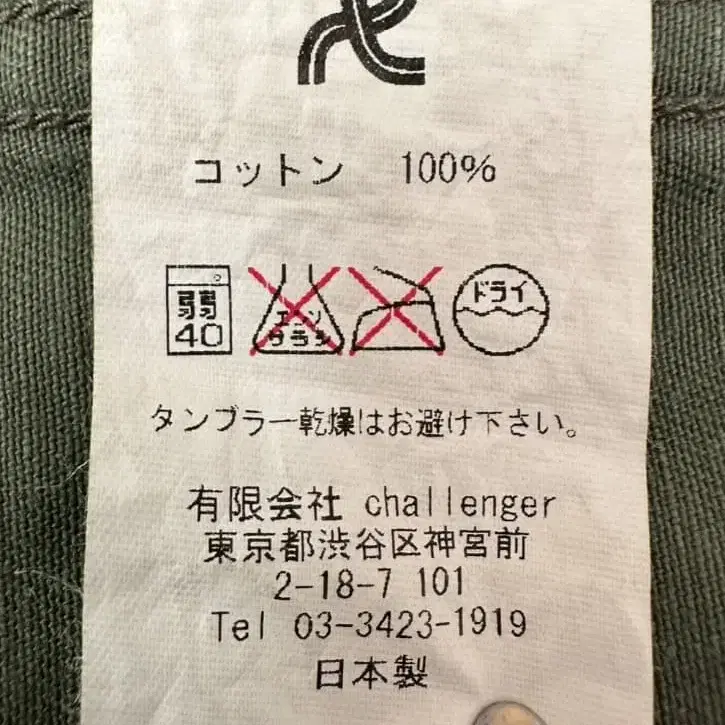 コットン 100%
弱 40 エンソ サラシ ドライ
タンブラー乾燥はお避け下さい。
有限会社 challenger
東京都渋谷区神宮前
2-18-7 101
Tel 03-3423-1919
日本製